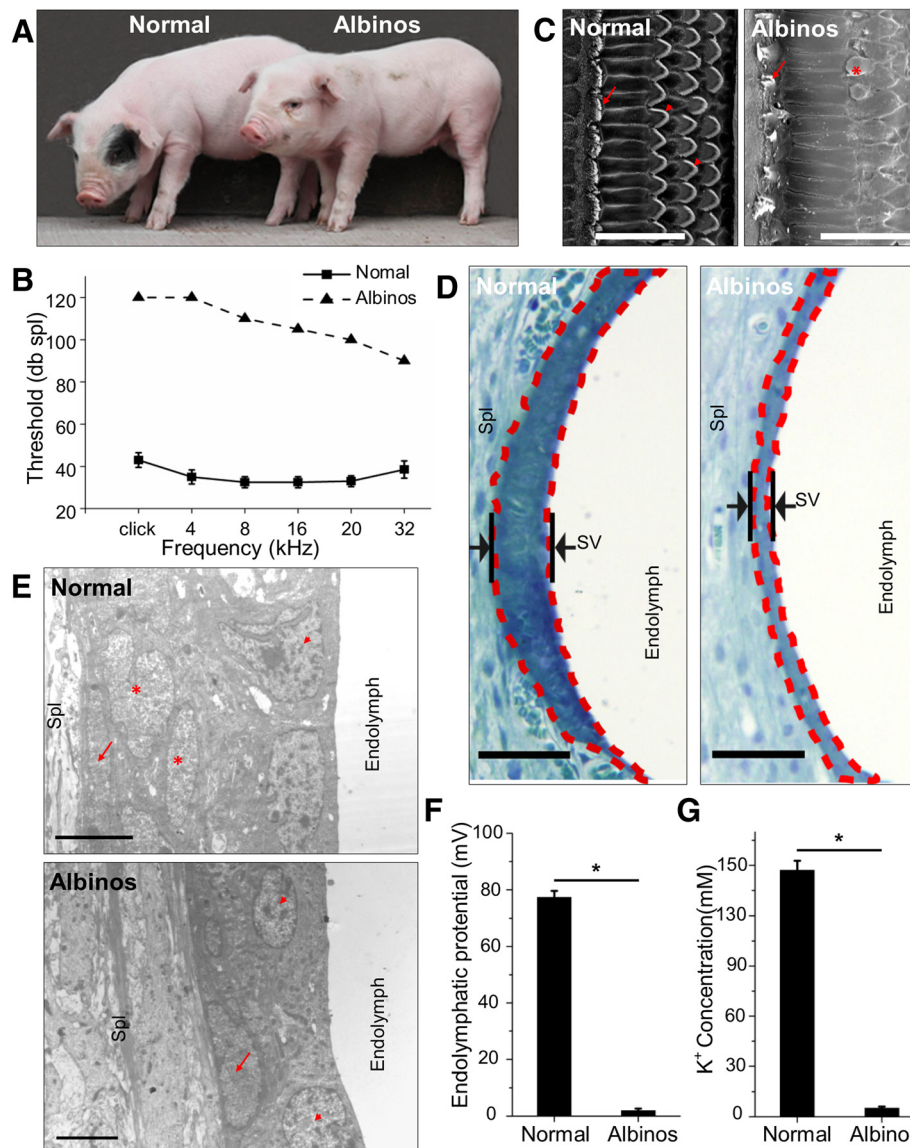 A
Normal
Albinos
B
Nomal
Albinos
Threshold (db spl)
120
100
80
60
40
20
click
4
8
16
20
32
Frequency (kHz)
C
Normal
Albinos
*
D
Normal
Spl
SV
Endolymph
Albinos
Spl
SV
Endolymph
E
Normal
Spl
*
*
Endolymph
Albinos
Spl
Endolymph
F
Endolymphatic protential (mV)
100
80
60
40
20
0
*
Normal
Albinos
G
K+ Concentration(mM)
150
130
90
60
30
0
*
Normal
Albino